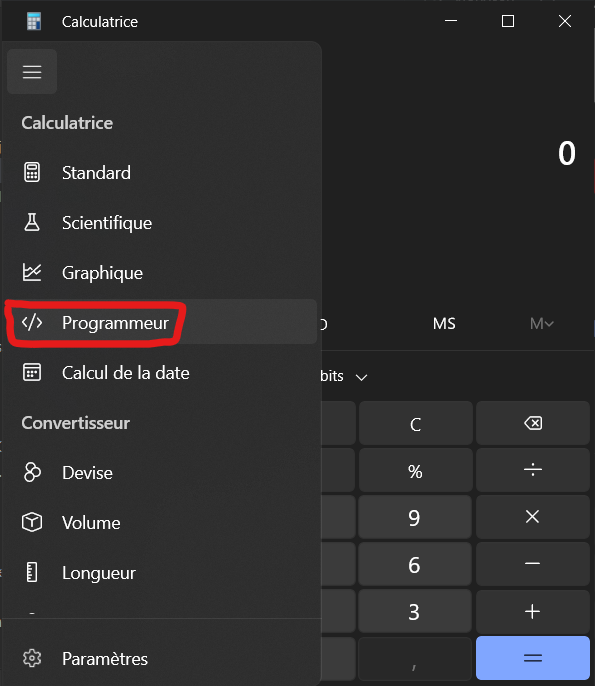 Calculatrice
Calculatrice
0
Standard
Scientifique
Graphique
Programmeur
MS
M
Calcul de la date
bits
Convertisseur
C
Devise
%
÷
Volume
9
×
Longueur
6
−
3
+
Paramètres
,
=